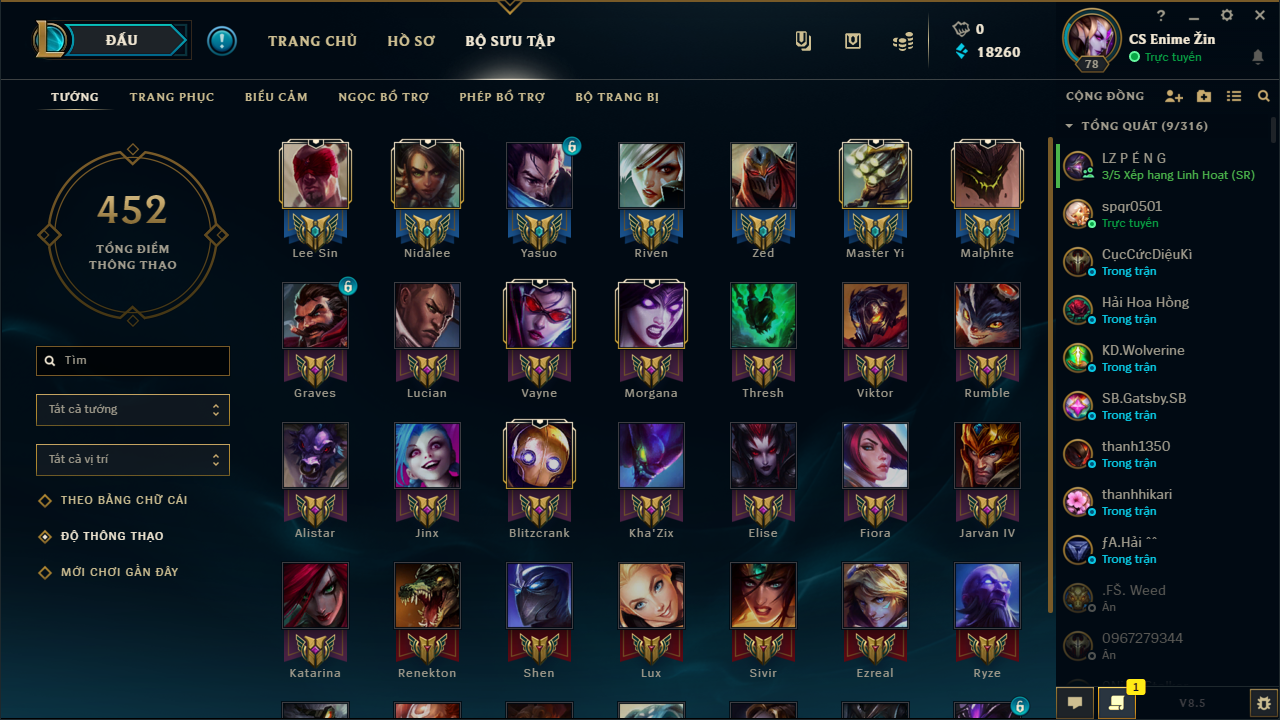 ĐẤU
!
TRANG CHỦ
HỒ SƠ
BỘ SƯU TẬP
0
18260
?
CS Enime Žin
Trực tuyến
78
TƯỚNG
TRANG PHỤC
BIỂU CẢM
NGỌC BỔ TRỢ
PHÉP BỔ TRỢ
BỘ TRANG BỊ
CỘNG ĐỒNG
TỔNG QUÁT (9/316)
452
TỔNG ĐIỂM
THÔNG THẠO
Tìm
Tất cả tướng
Tất cả vị trí
THEO BẢNG CHỮ CÁI
ĐỘ THÔNG THẠO
MỚI CHƠI GẦN ĐÂY
6
Lee Sin
Nidalee
Yasuo
Riven
Zed
Master Yi
Malphite
6
Graves
Lucian
Vayne
Morgana
Thresh
Viktor
Rumble
Alistar
Jinx
Blitzcrank
Kha'Zix
Elise
Fiora
Jarvan IV
Katarina
Renekton
Shen
Lux
Sivir
Ezreal
Ryze
6
LZ P É N G
3/5 Xếp hạng Linh Hoạt (SR)
spqr0501
Trực tuyến
CụcCứcDiệuKì
Trong trận
Hải Hoa Hồng
Trong trận
KD.Wolverine
Trong trận
SB.Gatsby.SB
Trong trận
thanh1350
Trong trận
thanhhikari
Trong trận
ƒA.Hải ˆˆ
Trong trận
.FŠ. Weed
Ẩn
0967279344
Ẩn
1
V8.5